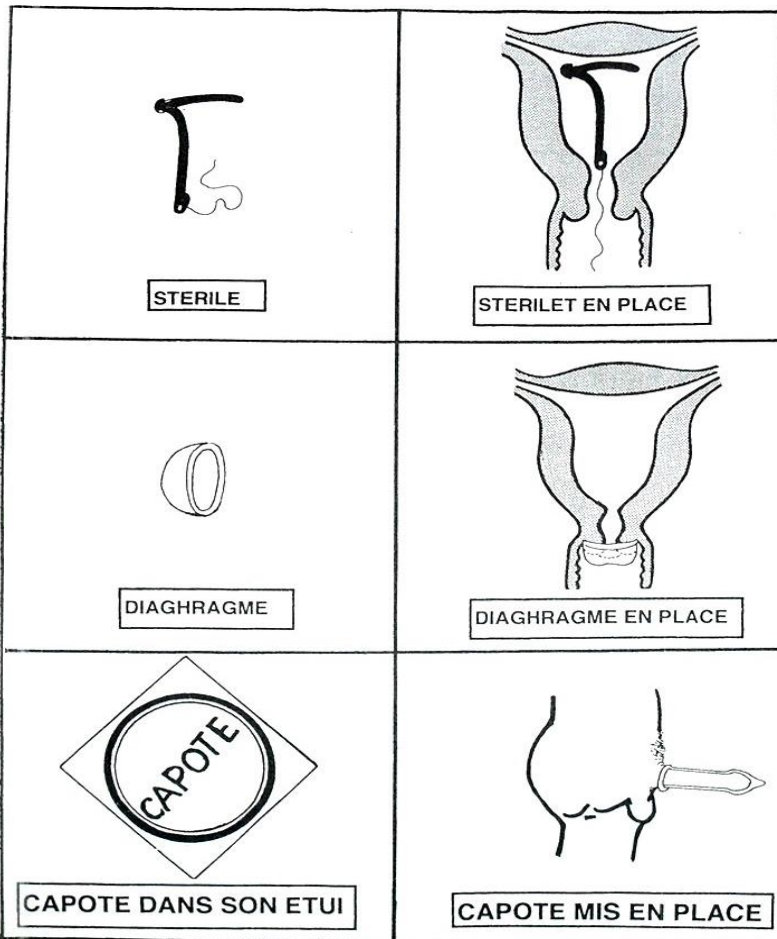 STERILE
STERILET EN PLACE
DIAGHRAGME
DIAGHRAGME EN PLACE
CAPOTE
CAPOTE DANS SON ETUI
CAPOTE MIS EN PLACE